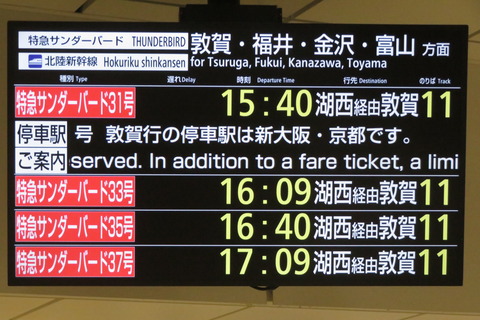 特急サンダーバード THUNDERBIRD 敦賀・福井・金沢・富山 方面
北陸新幹線 Hokuriku shinkansen for Tsuruga, Fukui, Kanazawa, Toyama
種別 Type 遅れ Delay 時刻 Departure Time 行先 Destination のりば Track
特急サンダーバード31号 15:40 湖西経由敦賀 11
停車駅 号 敦賀行の停車駅は新大阪・京都です。
ご案内 served. In addition to a fare ticket, a limi
特急サンダーバード33号 16:09 湖西経由敦賀 11
特急サンダーバード35号 16:40 湖西経由敦賀 11
特急サンダーバード37号 17:09 湖西経由敦賀 11